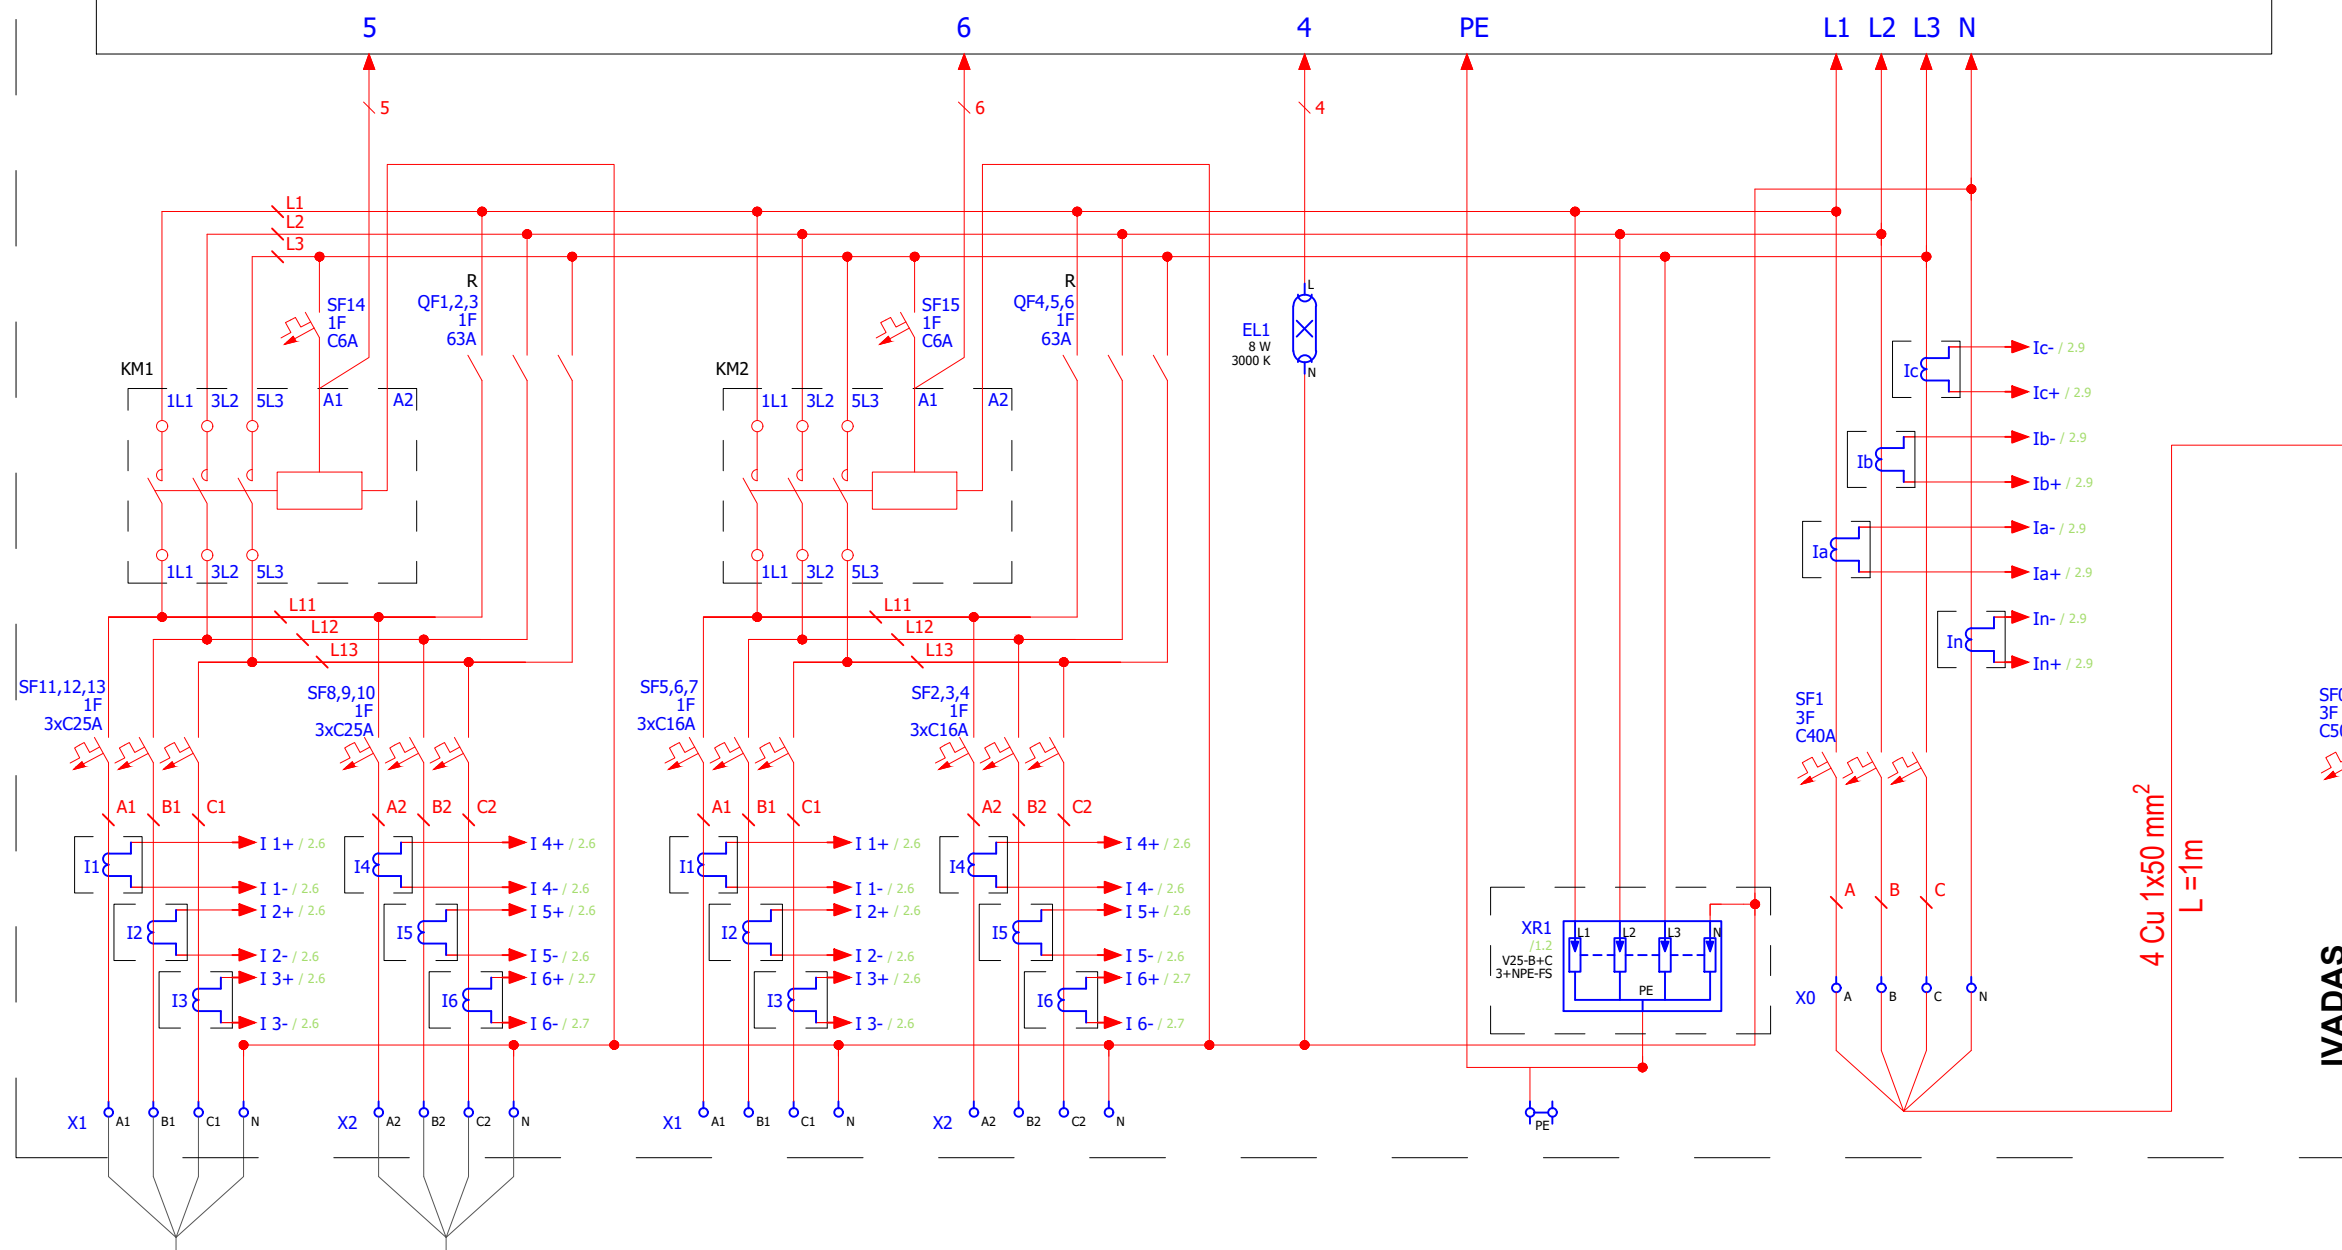 5 6 4 PE L1 L2 L3 N
5 6 4
L1
L2
L3
R
QF1,2,3
1F
63A
SF14
1F
C6A
KM1
1L1 3L2 5L3 A1 A2
1L1 3L2 5L3
L11
L12
L13
R
QF4,5,6
1F
63A
SF15
1F
C6A
KM2
1L1 3L2 5L3 A1 A2
1L1 3L2 5L3
L11
L12
L13
L
EL1
8 W
3000 K
N
Ic
Ic- / 2.9
Ic+ / 2.9
Ib
Ib- / 2.9
Ib+ / 2.9
Ia
Ia- / 2.9
Ia+ / 2.9
In
In- / 2.9
In+ / 2.9
SF11,12,13
1F
3xC25A
SF8,9,10
1F
3xC25A
SF5,6,7
1F
3xC16A
SF2,3,4
1F
3xC16A
SF1
3F
C40A
3F
A1 B1 C1 A2 B2 C2 A1 B1 C1 A2 B2 C2
I1 I 1+ / 2.6
I 1- / 2.6
I2 I 2+ / 2.6
I 2- / 2.6
I3 I 3+ / 2.6
I 3- / 2.6
I4 I 4+ / 2.6
I 4- / 2.6
I5 I 5+ / 2.6
I 5- / 2.6
I6 I 6+ / 2.7
I 6- / 2.7
I1 I 1+ / 2.6
I 1- / 2.6
I2 I 2+ / 2.6
I 2- / 2.6
I3 I 3+ / 2.6
I 3- / 2.6
I4 I 4+ / 2.6
I 4- / 2.6
I5 I 5+ / 2.6
I 5- / 2.6
I6 I 6+ / 2.7
I 6- / 2.7
XR1
/1.2
V25-B+C
3+NPE-FS
L1 L2 L3 N
PE
A B C
X0 A B C N
4 Cu 1x50 mm2
L =1m
IVADAS
X1 A1 B1 C1 N X2 A2 B2 C2 N X1 A1 B1 C1 N X2 A2 B2 C2 N PE